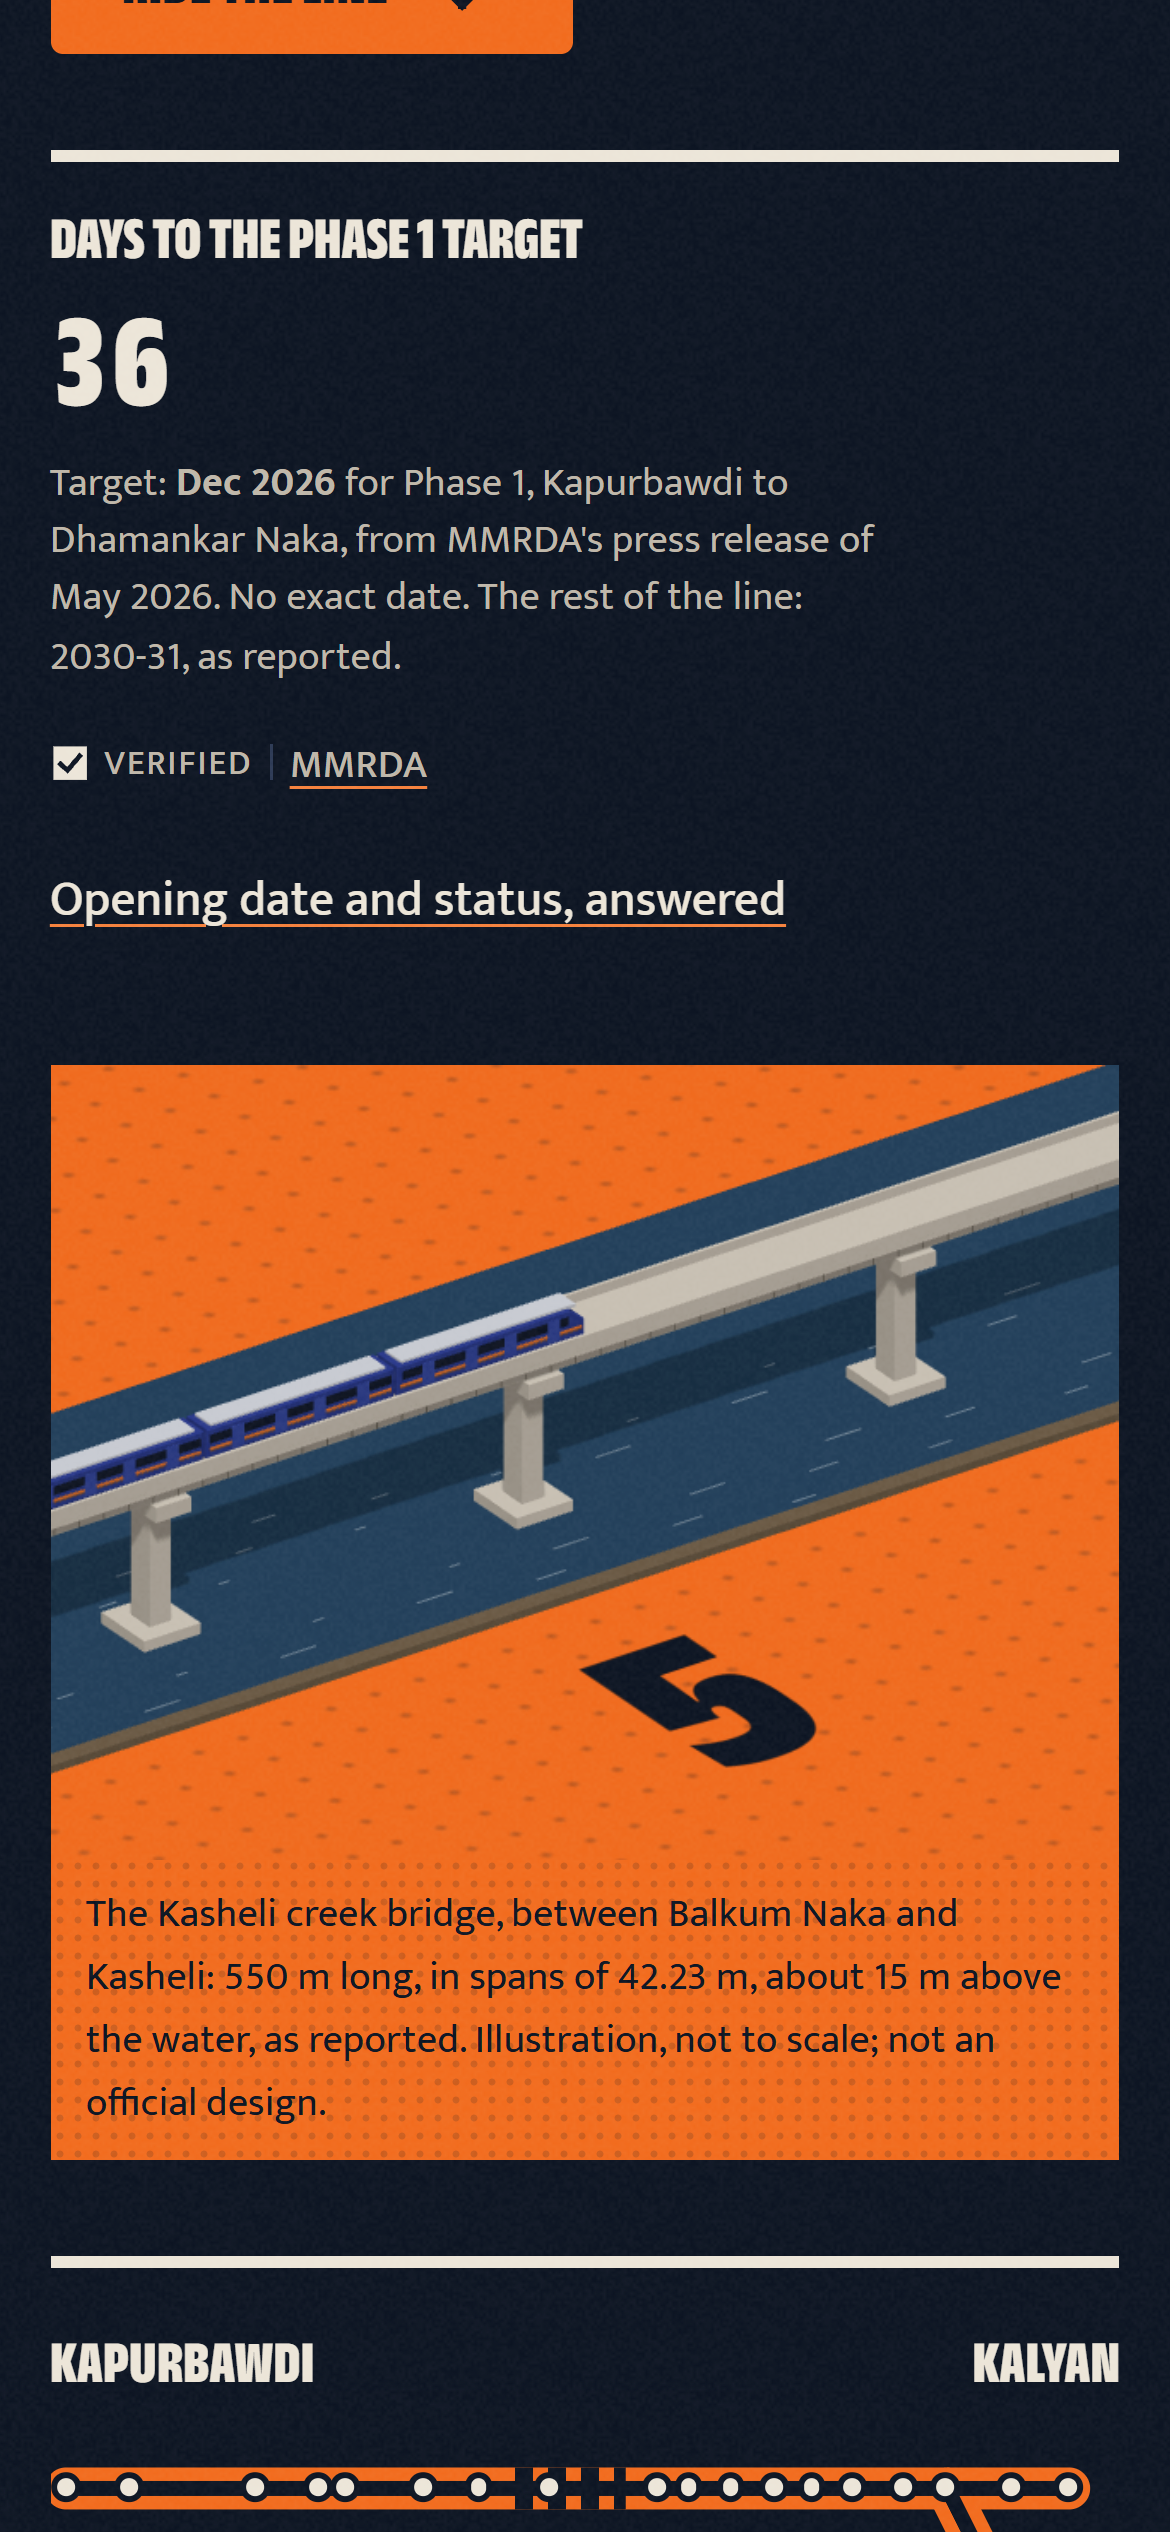 DAYS TO THE PHASE 1 TARGET
36
Target: Dec 2026 for Phase 1, Kapurbawdi to
Dhamankar Naka, from MMRDA's press release of
May 2026. No exact date. The rest of the line:
2030-31, as reported.
VERIFIED MMRDA
Opening date and status, answered
5
The Kasheli creek bridge, between Balkum Naka and
Kasheli: 550 m long, in spans of 42.23 m, about 15 m above
the water, as reported. Illustration, not to scale; not an
official design.
KAPURBAWDI KALYAN